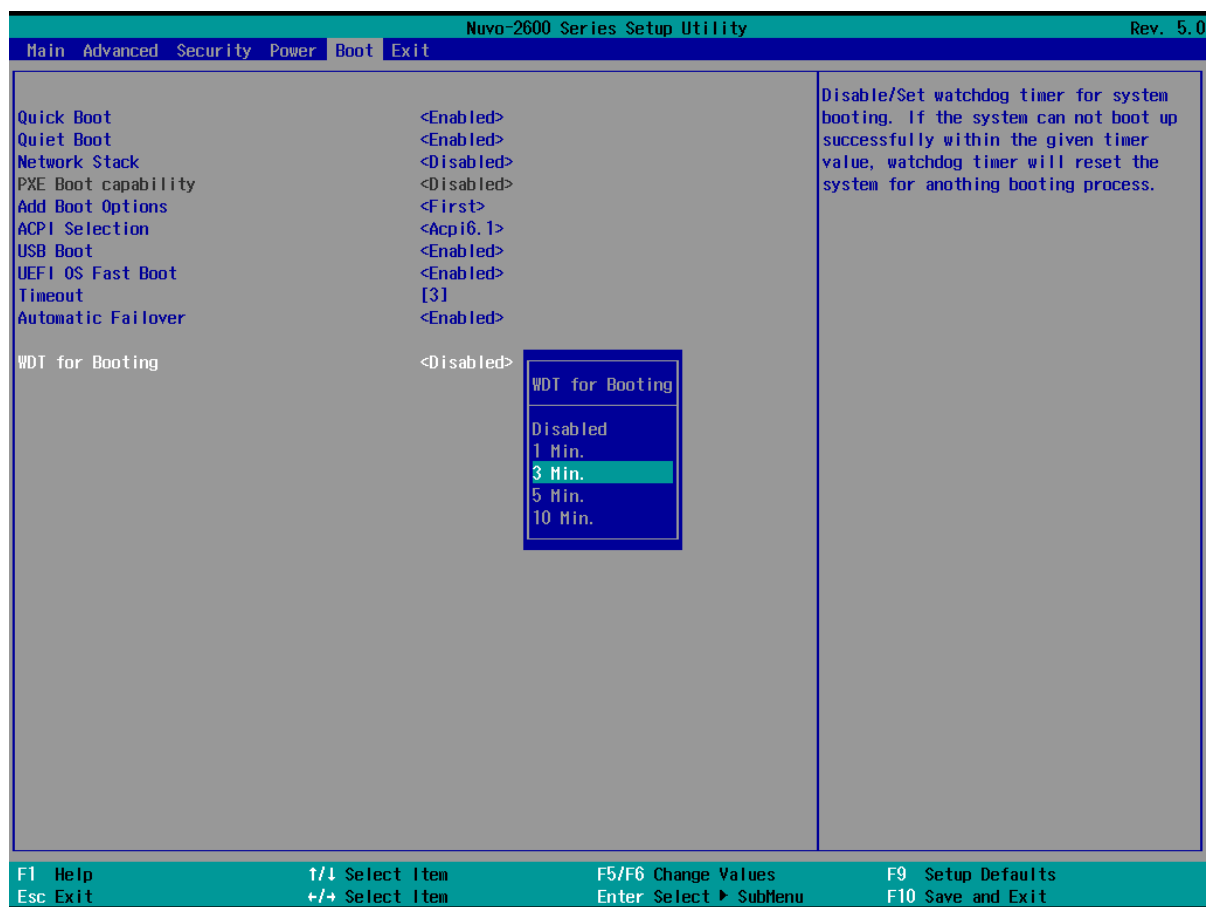 Nuvo-2600 Series Setup Utility Rev. 5.0
Main Advanced Security Power Boot Exit
Quick Boot <Enabled>
Quiet Boot <Enabled>
Network Stack <Disabled>
PXE Boot capability <Disabled>
Add Boot Options <First>
ACPI Selection <Acpi6.1>
USB Boot <Enabled>
UEFI OS Fast Boot <Enabled>
Timeout [3]
Automatic Failover <Enabled>
WDT for Booting <Disabled>
WDT for Booting
Disabled
1 Min.
3 Min.
5 Min.
10 Min.
Disable/Set watchdog timer for system
booting. If the system can not boot up
successfully within the given timer
value, watchdog timer will reset the
system for anothing booting process.
F1 Help ↑/↓ Select Item F5/F6 Change Values F9 Setup Defaults
Esc Exit ←/→ Select Item Enter Select ▶ SubMenu F10 Save and Exit